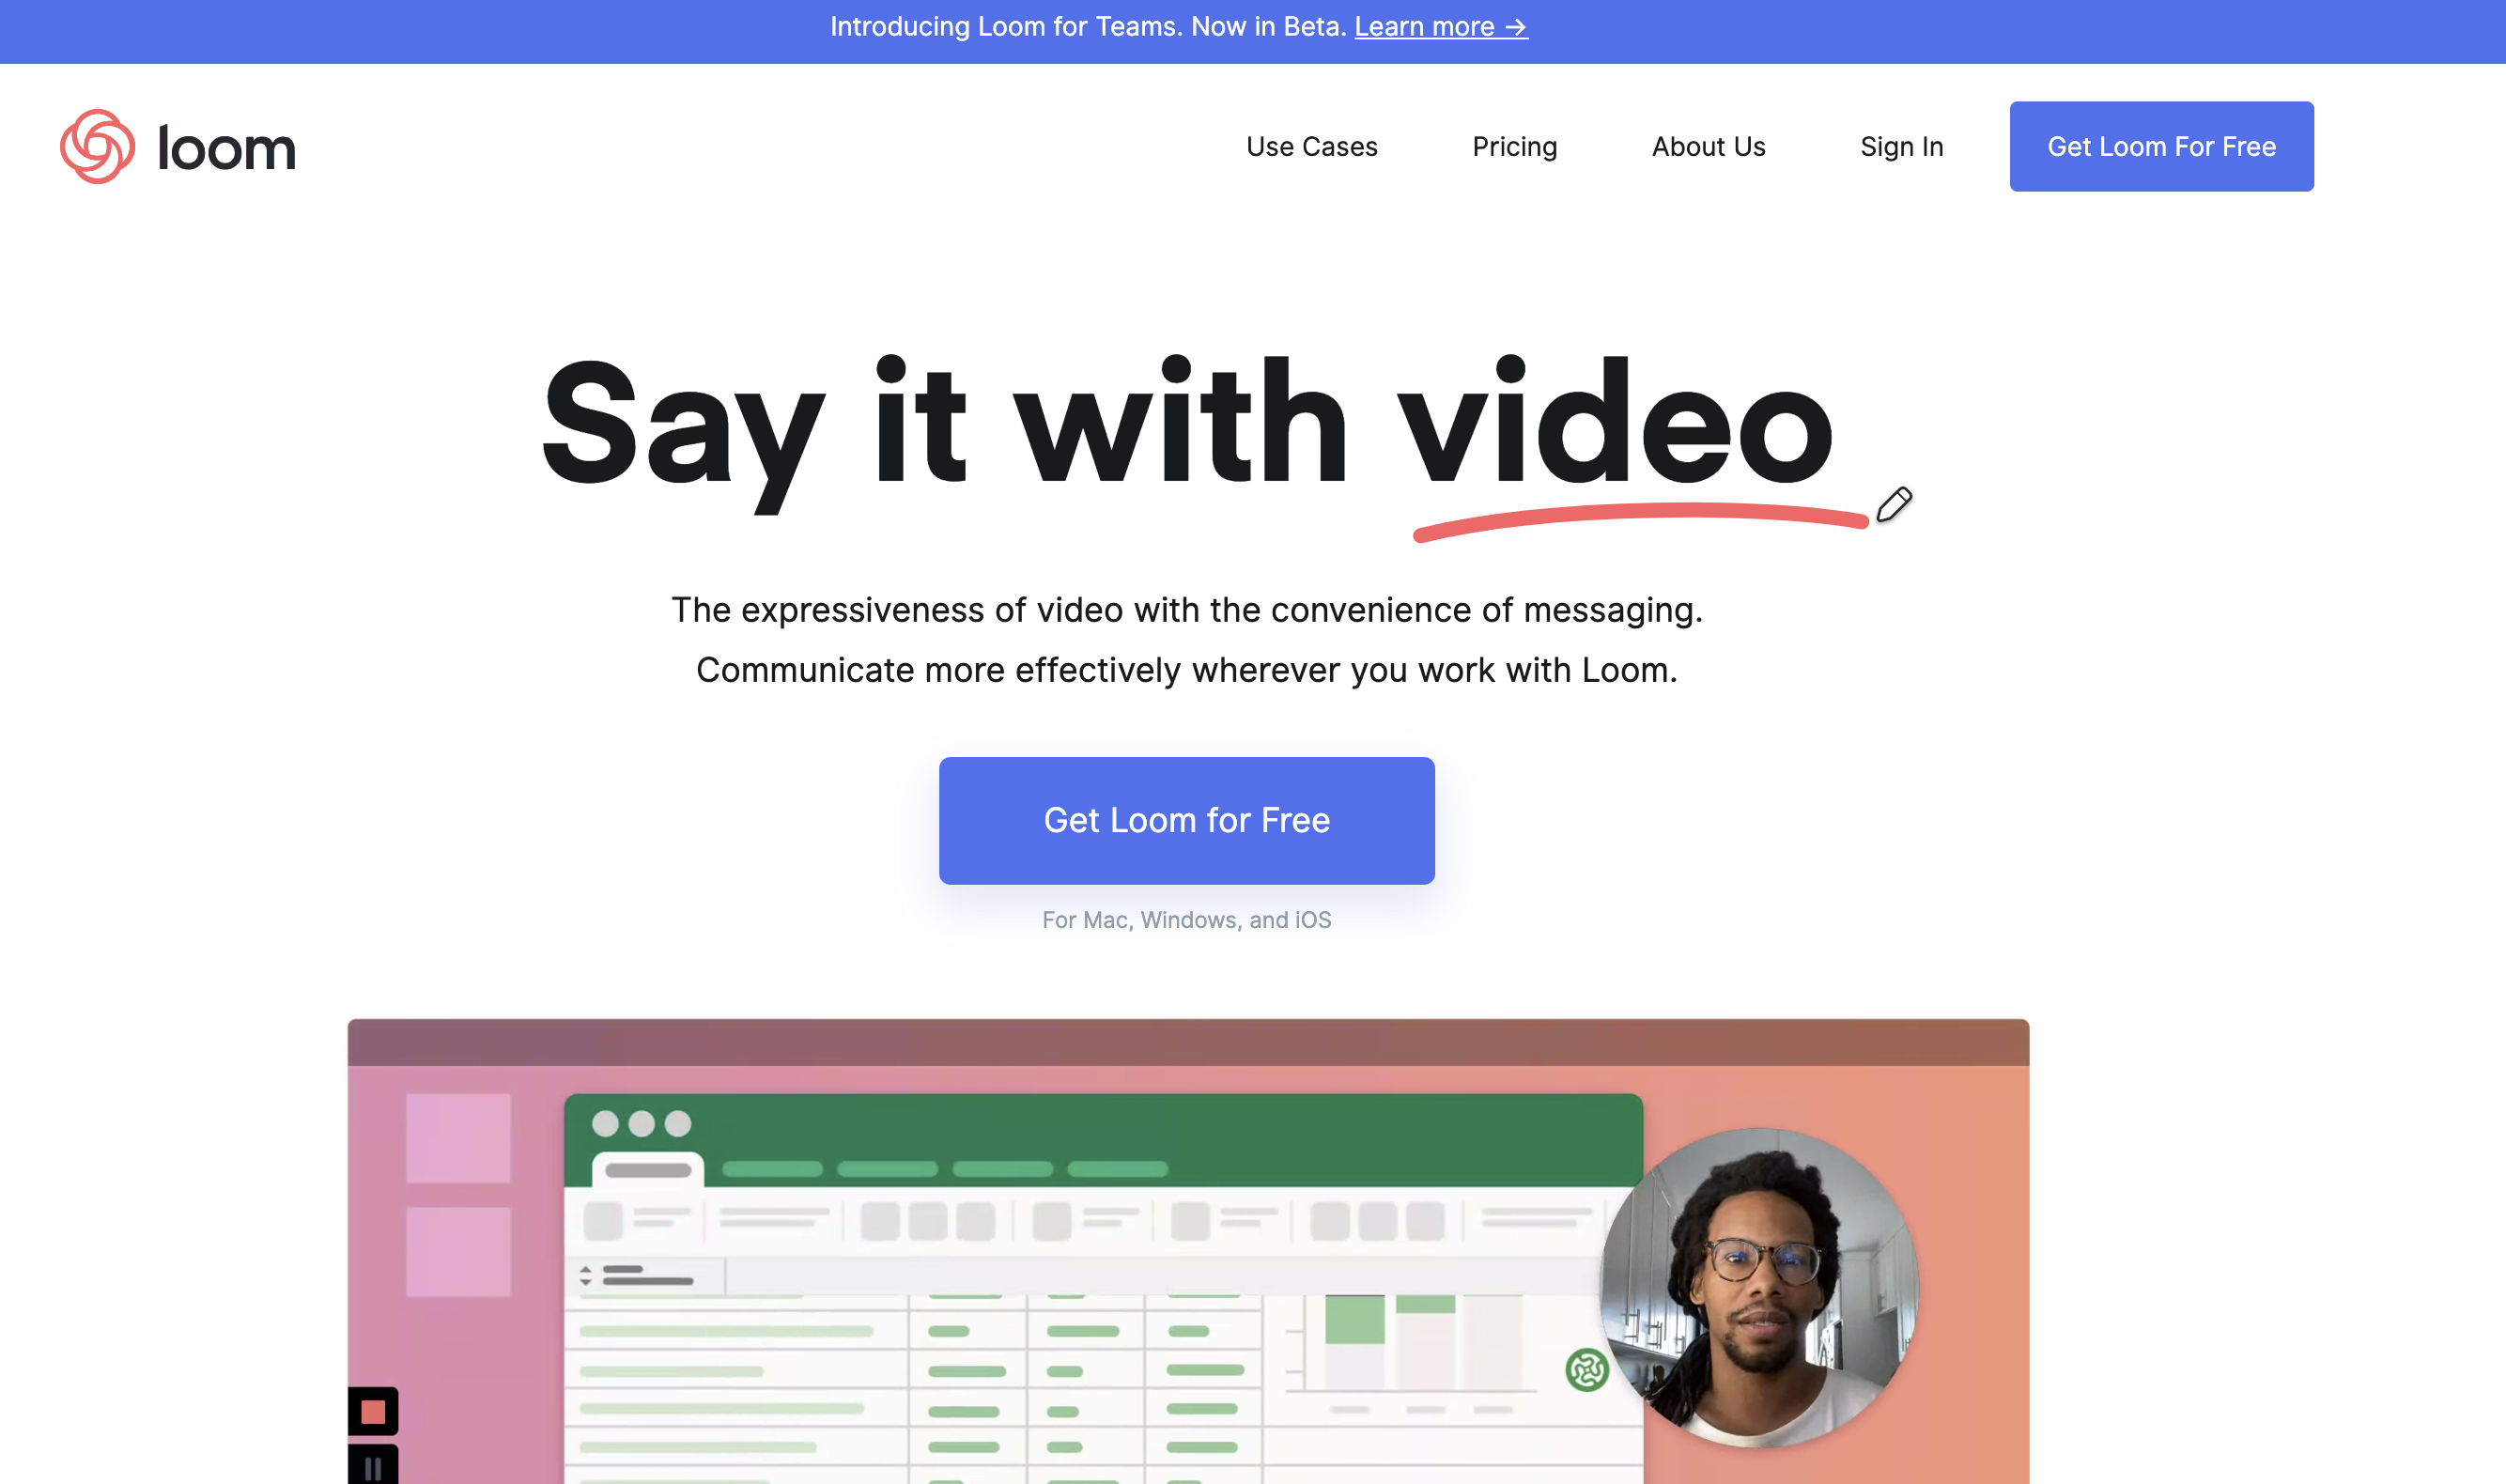 Introducing Loom for Teams. Now in Beta. Learn more →
loom
Use Cases
Pricing
About Us
Sign In
Get Loom For Free
Say it with video
The expressiveness of video with the convenience of messaging.
Communicate more effectively wherever you work with Loom.
Get Loom for Free
For Mac, Windows, and iOS